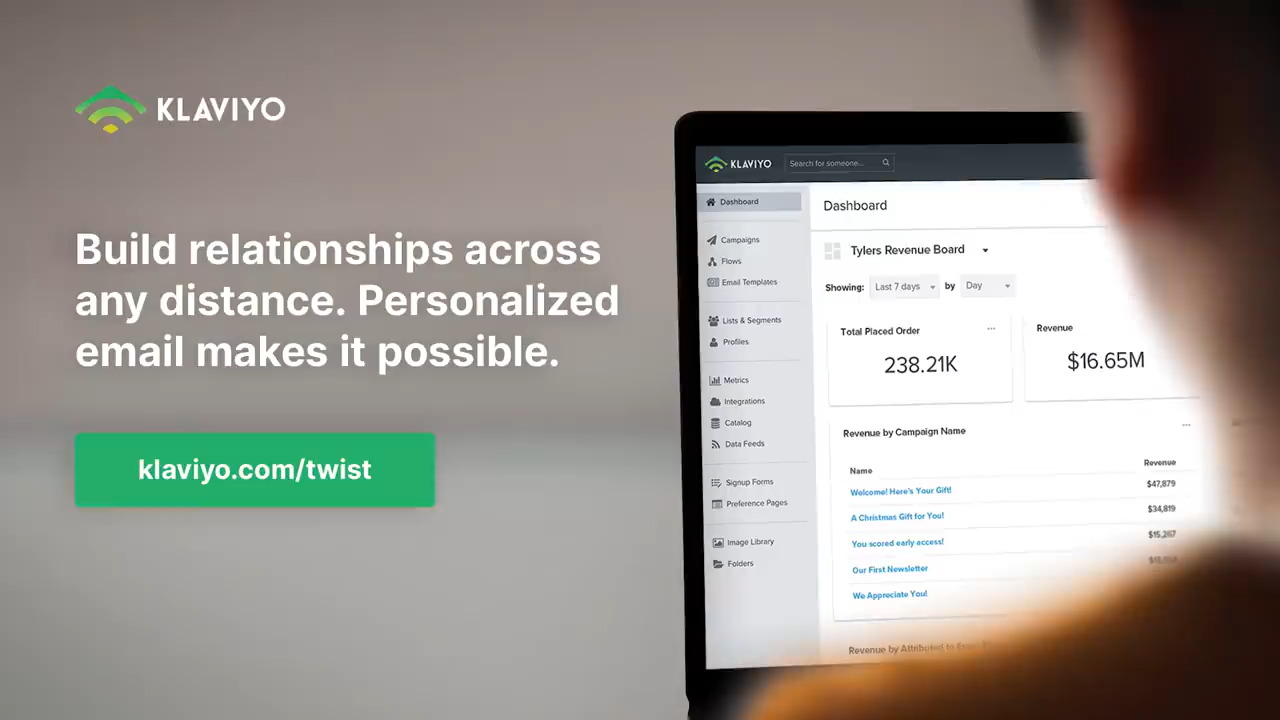 KLAVIYO
Build relationships across
any distance. Personalized
email makes it possible.
klaviyo.com/twist
KLAVIYO
Search for someone...
Dashboard
Campaigns
Flows
Email Templates
Lists & Segments
Profiles
Metrics
Integrations
Catalog
Data Feeds
Signup Forms
Preference Pages
Image Library
Folders
Dashboard
Tylers Revenue Board
Showing: Last 7 days by Day
Total Placed Order
238.21K
Revenue
$16.65M
Revenue by Campaign Name
Name Revenue
Welcome! Here's Your Gift! $47,879
A Christmas Gift for You! $34,819
You scored early access! $15,267
Our First Newsletter
We Appreciate You!
Revenue by Attributed to